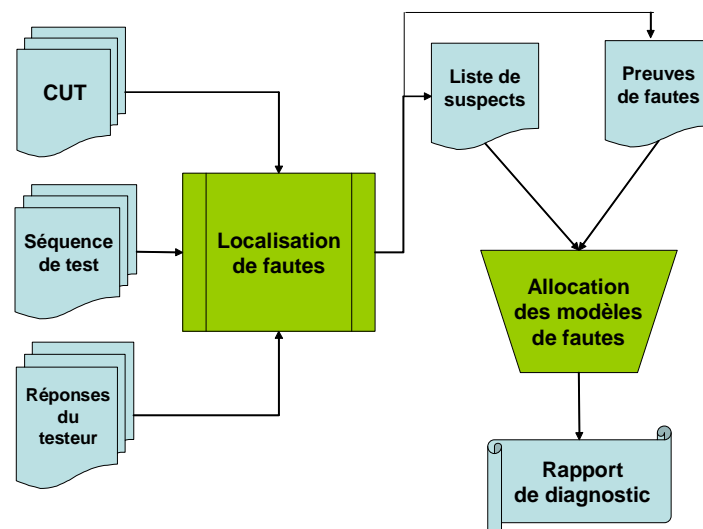 CUT
Séquence
de test
Réponses
du
testeur
Localisation
de fautes
Liste de
suspects
Preuves
de fautes
Allocation
des modèles
de fautes
Rapport
de diagnostic